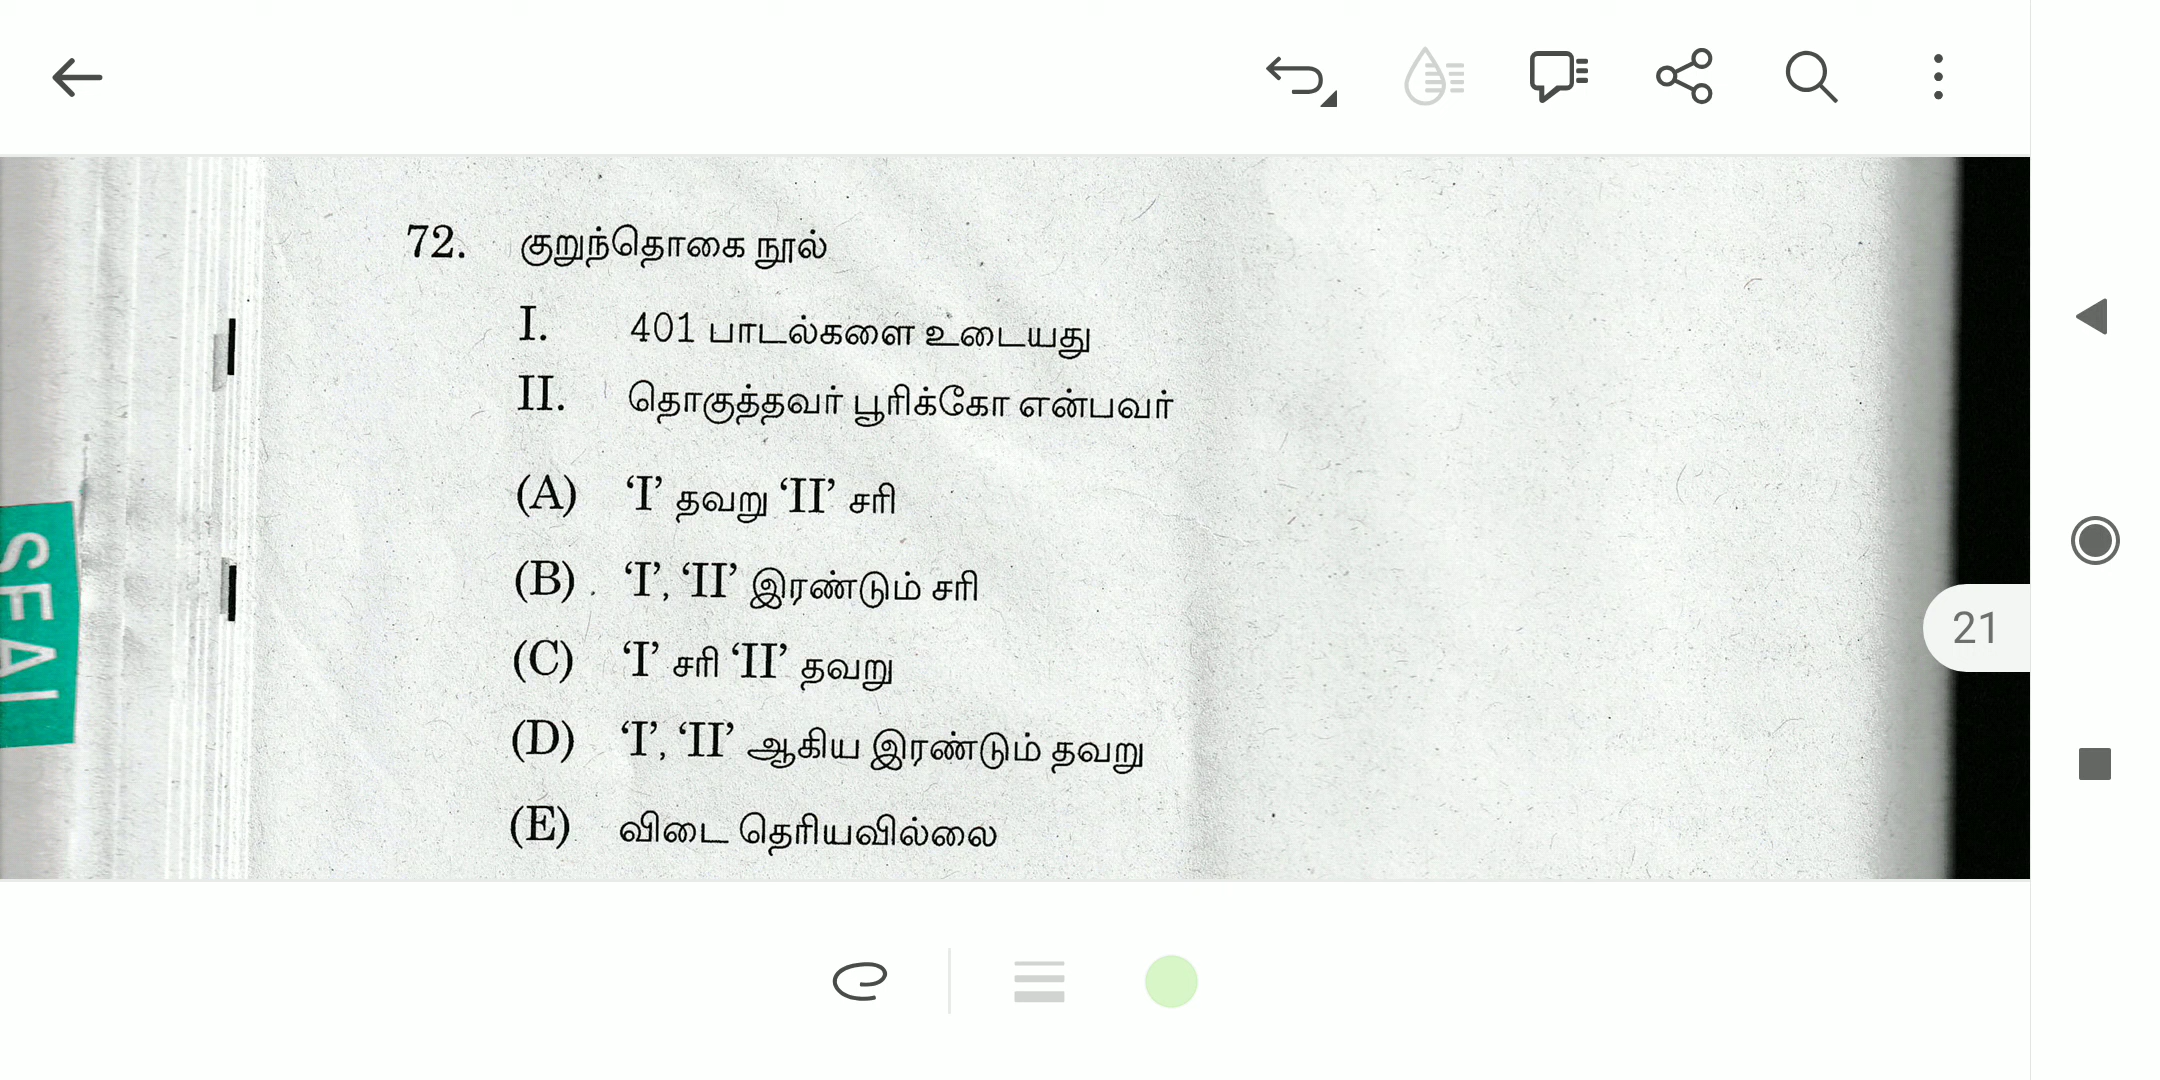 72. குறுந்தொகை நூல்
I. 401 பாடல்களை உடையது
II. தொகுத்தவர் பூரிக்கோ என்பவர்
(A) ‘I’ தவறு ‘II’ சரி
(B) . ‘I’, ‘II’ இரண்டும் சரி
(C) ‘I’ சரி ‘II’ தவறு
(D) ‘I’, ‘II’ ஆகிய இரண்டும் தவறு
(E) விடை தெரியவில்லை
SEAL
21